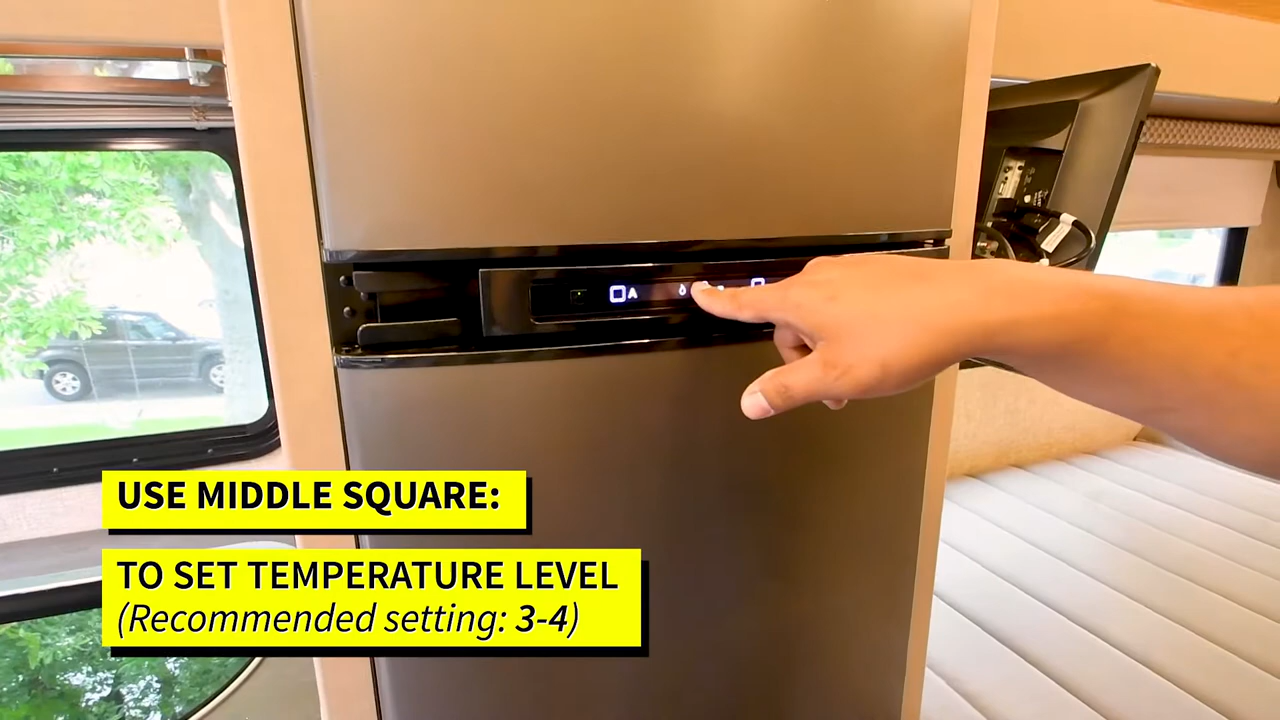 A
USE MIDDLE SQUARE:
TO SET TEMPERATURE LEVEL
(Recommended setting: 3-4)